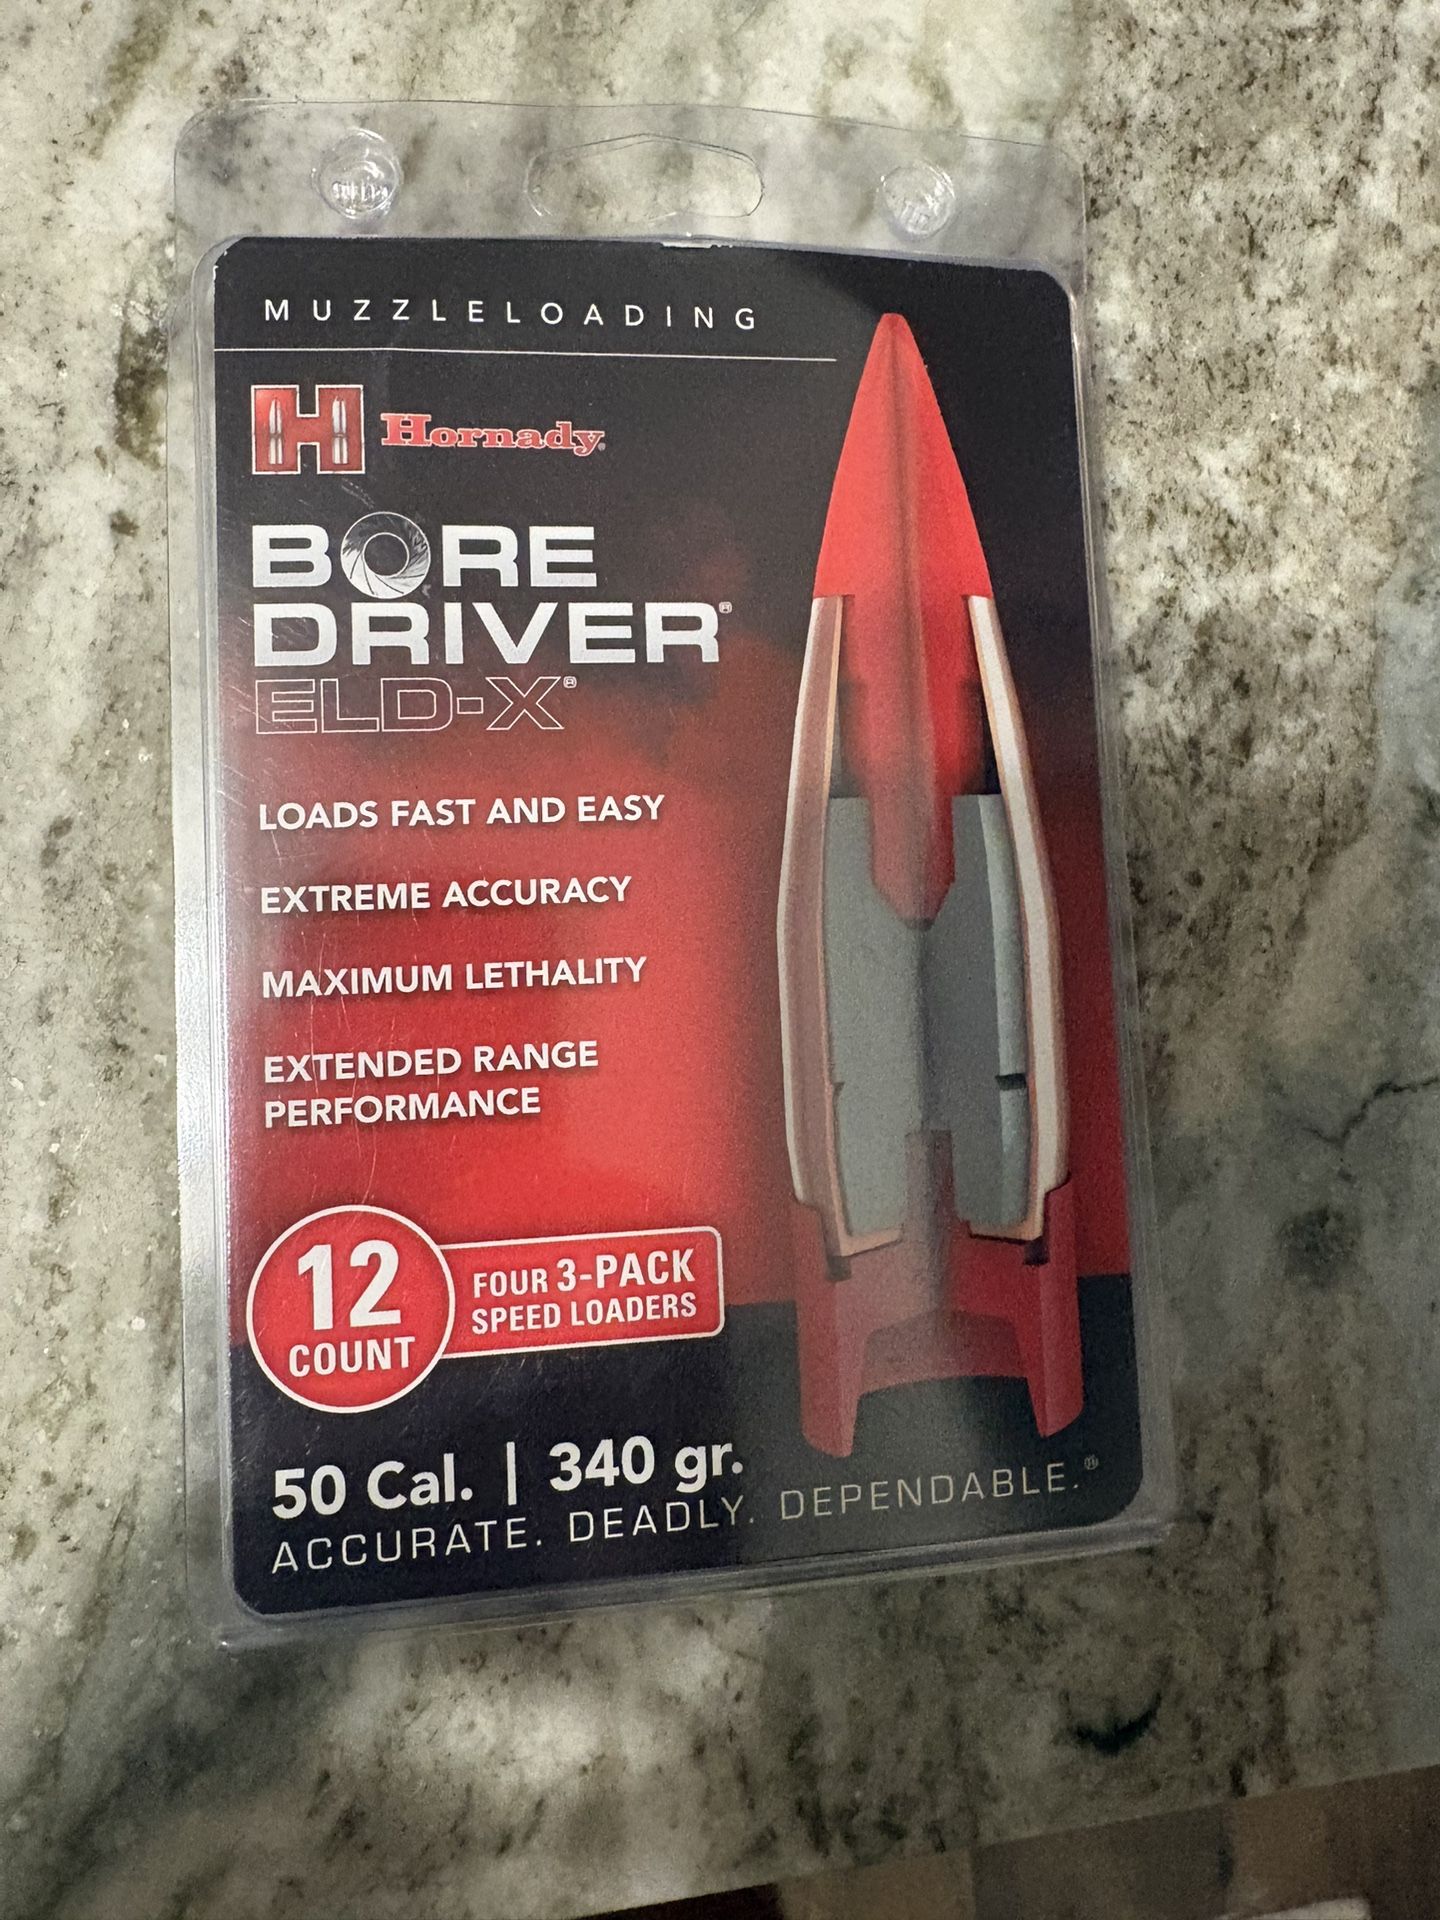 MUZZLELOADING
H Hornady®
BORE
DRIVER®
ELD-X®
LOADS FAST AND EASY
EXTREME ACCURACY
MAXIMUM LETHALITY
EXTENDED RANGE
PERFORMANCE
12
COUNT
FOUR 3-PACK
SPEED LOADERS
50 Cal. | 340 gr.
ACCURATE. DEADLY. DEPENDABLE.®